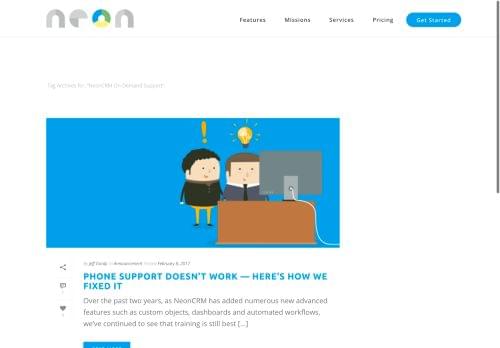 neon
Features Missions Services Pricing Get Started
Tag Archives for: "NeonCRM On-Demand Support"
By Jeff Gordy In Announcement Posted February 6, 2017
PHONE SUPPORT DOESN'T WORK — HERE'S HOW WE
FIXED IT
Over the past two years, as NeonCRM has added numerous new advanced
features such as custom objects, dashboards and automated workflows,
we've continued to see that training is still best [...]